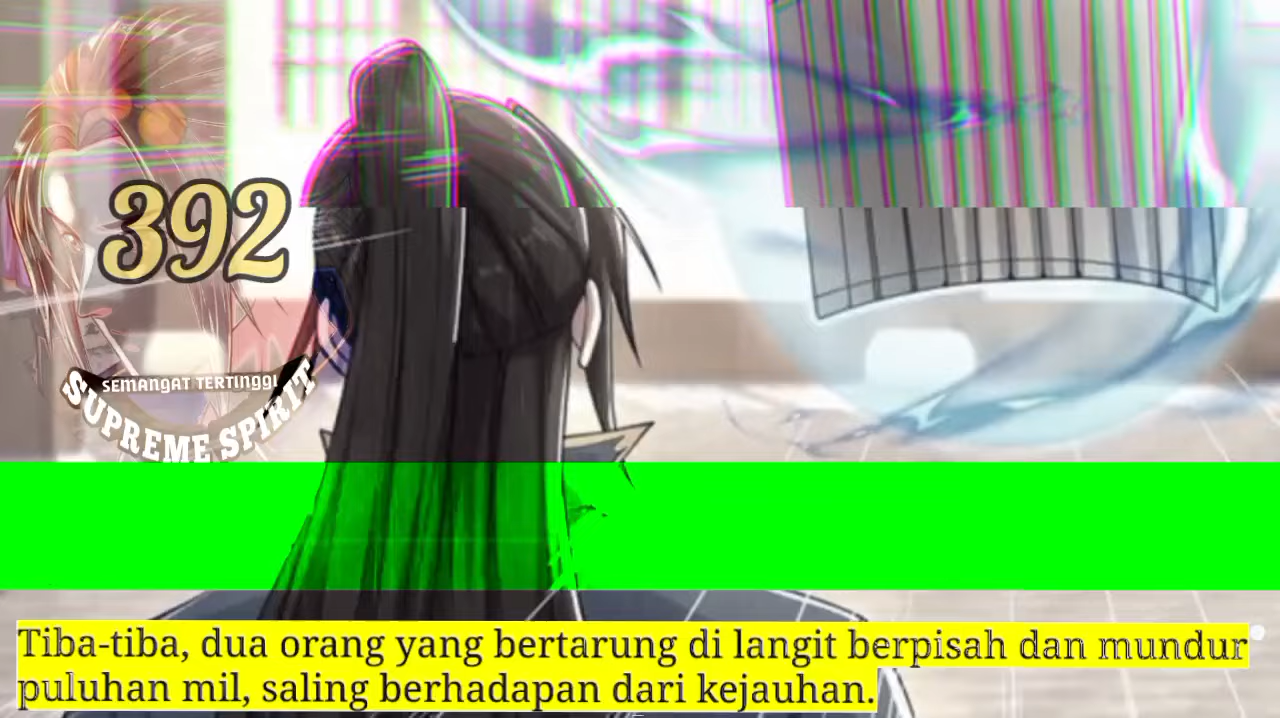 392
SEMANGAT TERTINGGI
SUPREME SPIRIT
Tiba-tiba, dua orang yang bertarung di langit berpisah dan mundur
puluhan mil, saling berhadapan dari kejauhan.